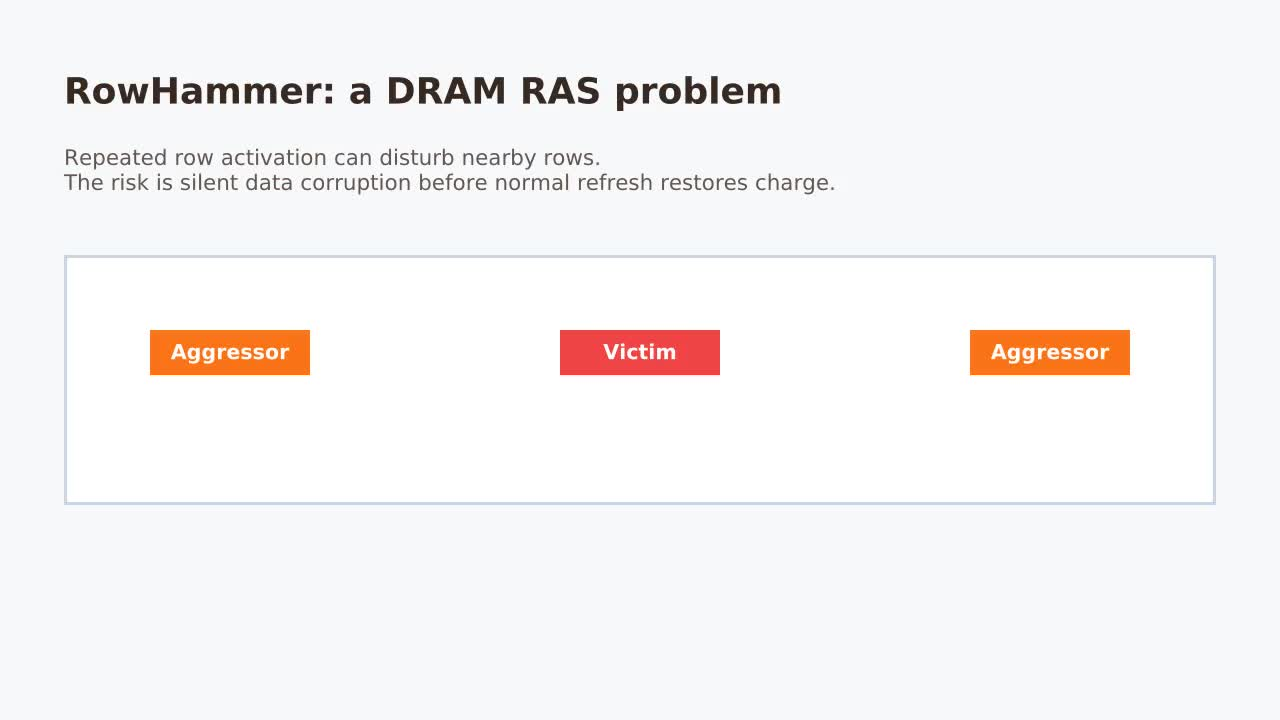 RowHammer: a DRAM RAS problem
Repeated row activation can disturb nearby rows.
The risk is silent data corruption before normal refresh restores charge.
Aggressor
Victim
Aggressor